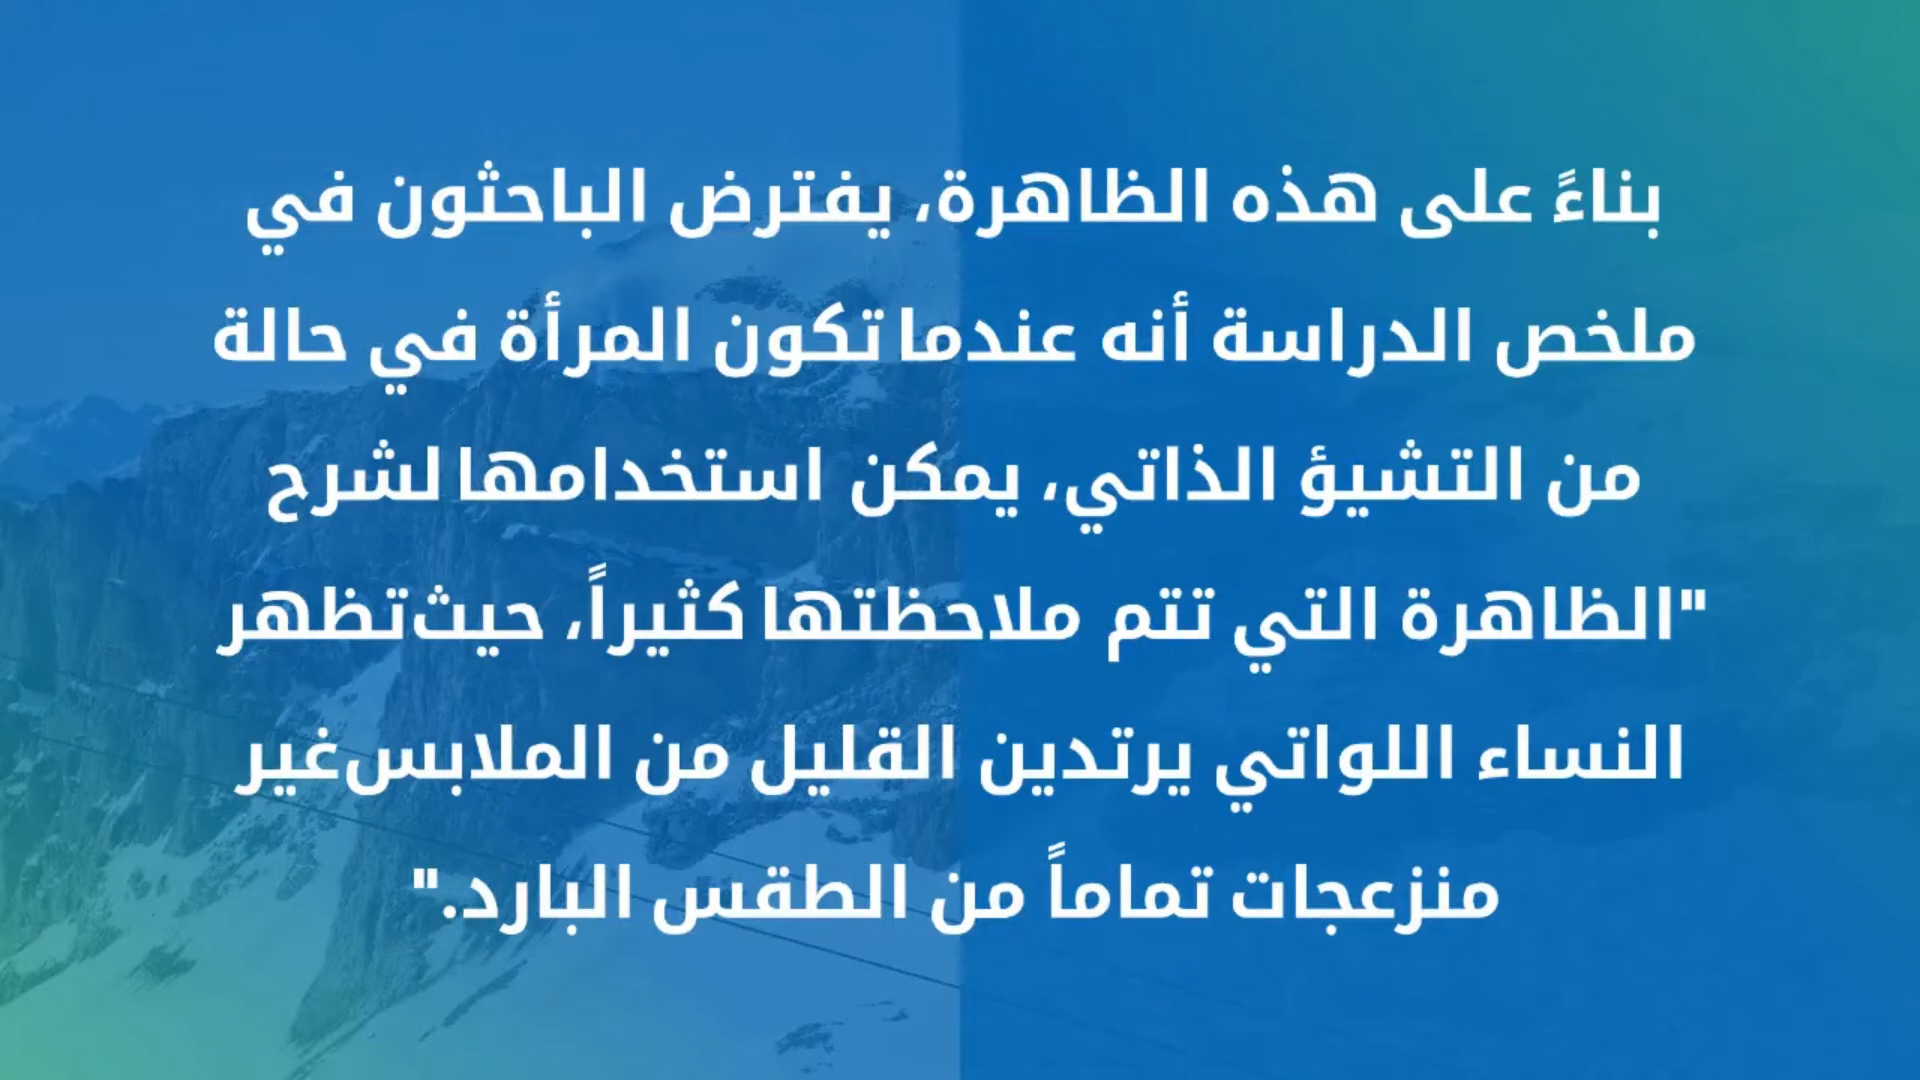 بناءً على هذه الظاهرة، يفترض الباحثون في
ملخص الدراسة أنه عندما تكون المرأة في حالة
من التشيؤ الذاتي، يمكن استخدامها لشرح
"الظاهرة التي تتم ملاحظتها كثيراً، حيث تظهر
النساء اللواتي يرتدين القليل من الملابس غير
منزعجات تماماً من الطقس البارد."